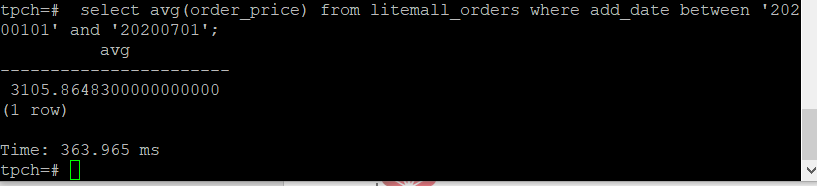 tpch=#  select avg(order_price) from litemall_orders where add_date between '202
00101' and '20200701';
          avg
-----------------------
 3105.8648300000000000
(1 row)

Time: 363.965 ms
tpch=#